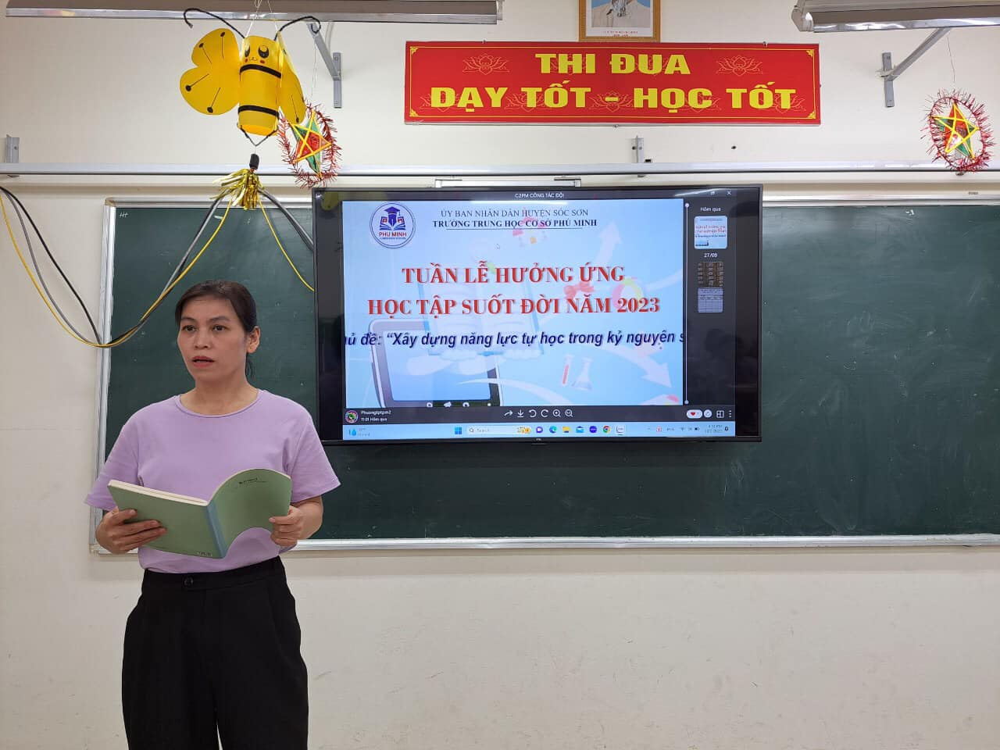 THI ĐUA
DẠY TỐT - HỌC TỐT
C2PM CÔNG TÁC ĐỘI
ỦY BAN NHÂN DÂN HUYỆN SÓC SƠN
TRƯỜNG TRUNG HỌC CƠ SỞ PHÚ MINH
PHÚ MINH
TUẦN LỄ HƯỞNG ỨNG
HỌC TẬP SUỐT ĐỜI NĂM 2023
ủ đề: “Xây dựng năng lực tự học trong kỷ nguyên s
Hôm qua
27/09
Phuongtptpm2
11:01 Hôm qua
Search